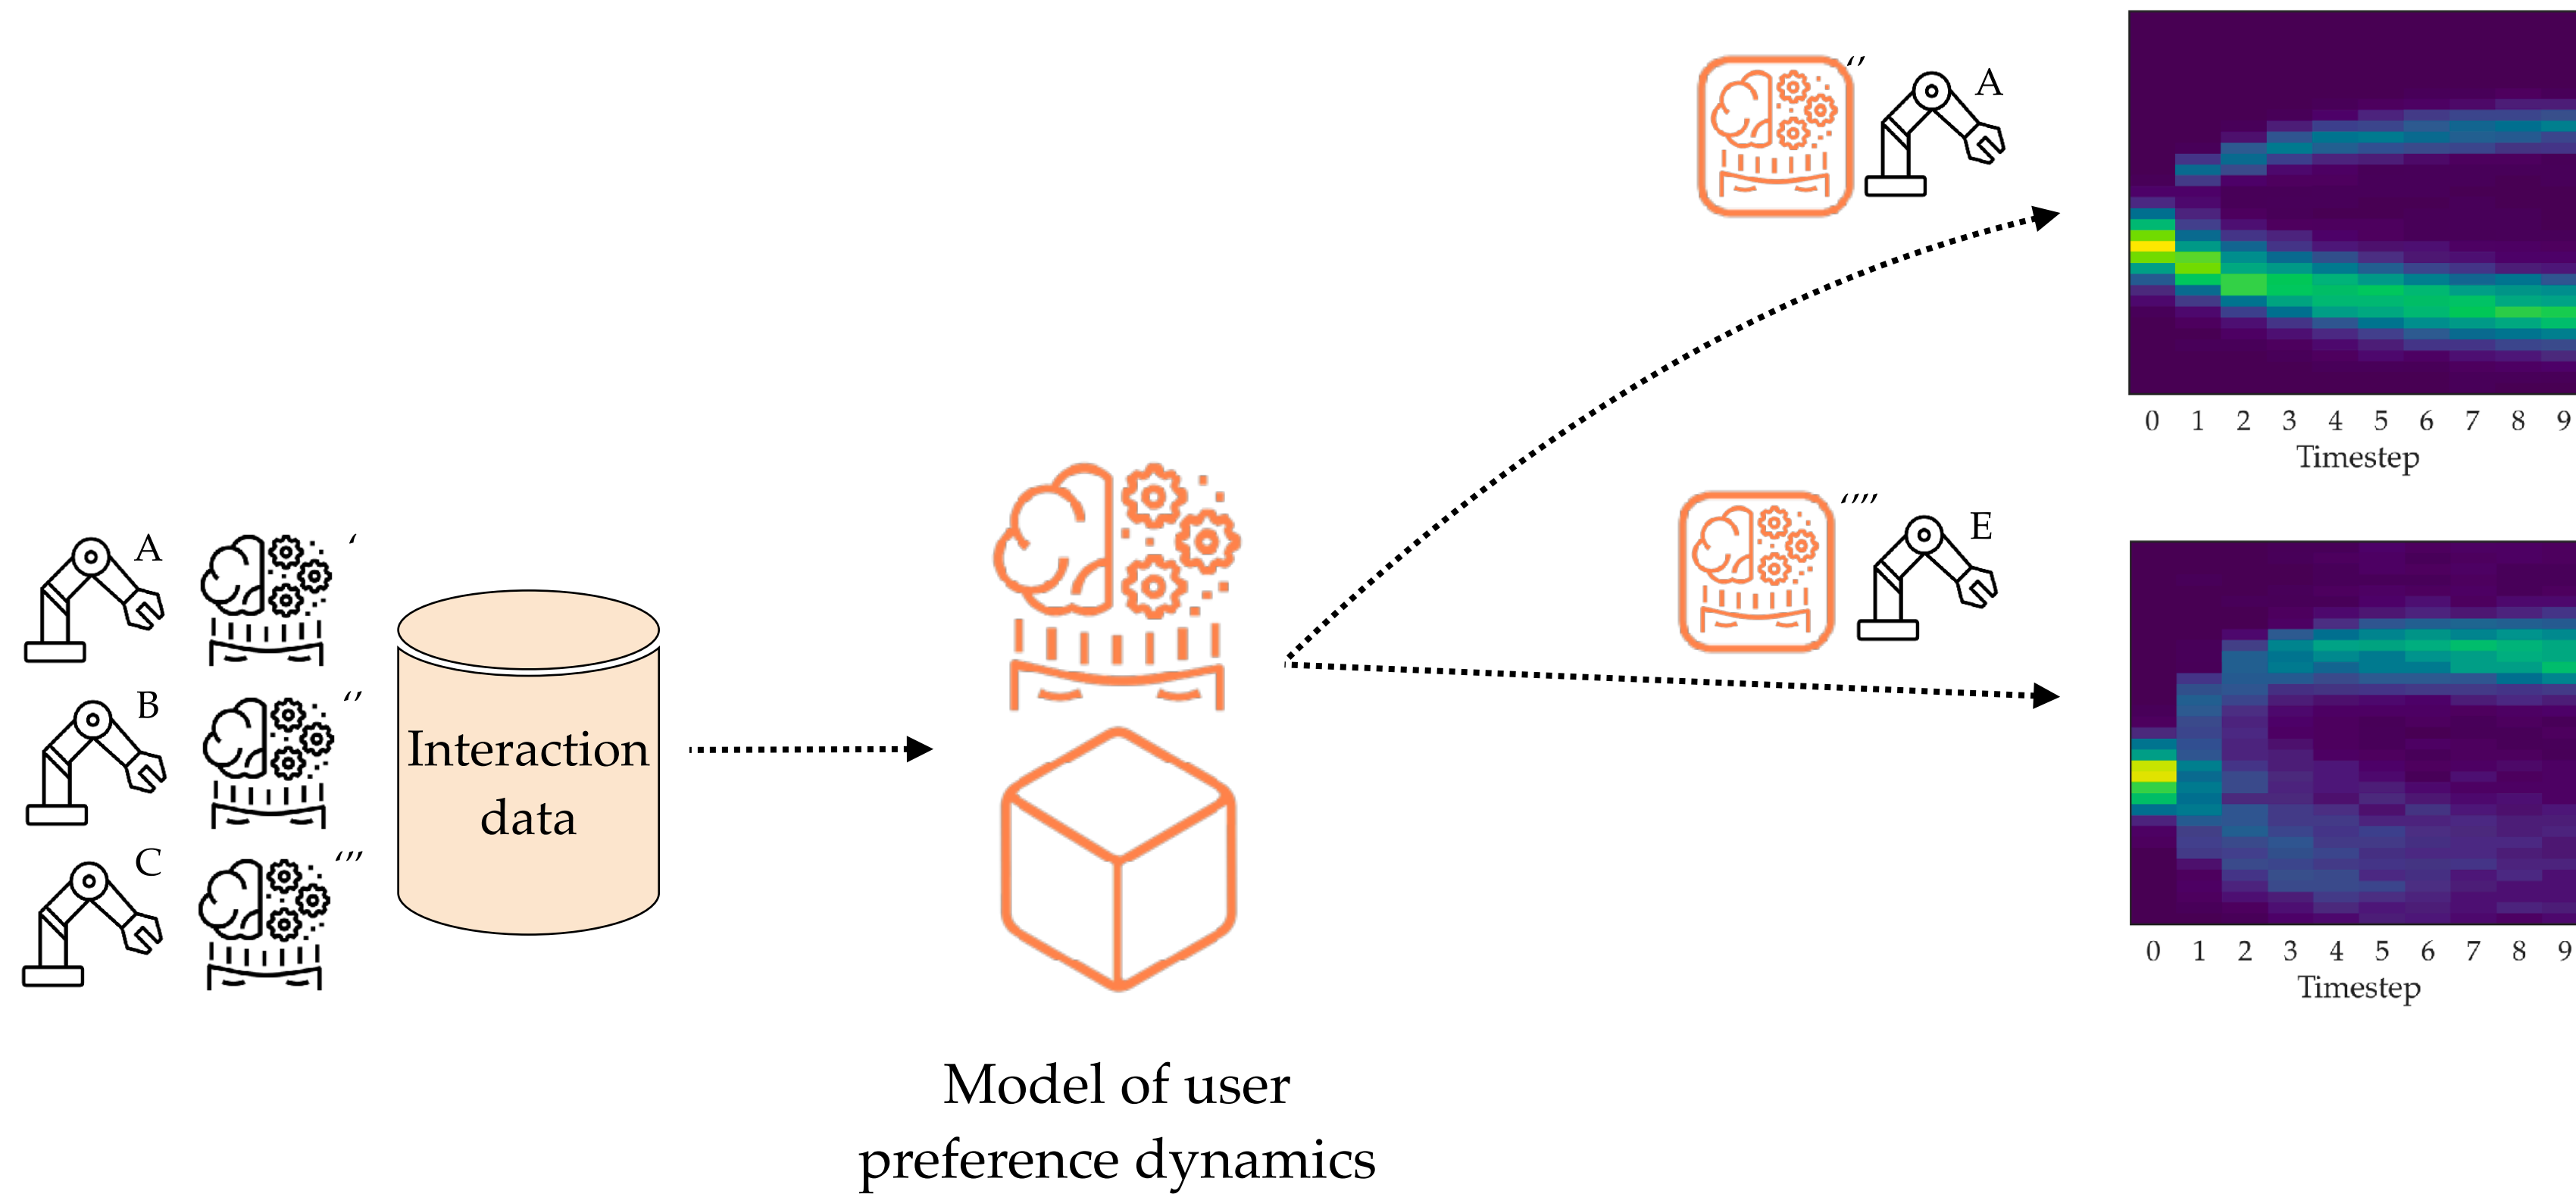 A
′
B
′′
C
′′′
Interaction
data
Model of user
preference dynamics
′′
A
0 1 2 3 4 5 6 7 8 9
Timestep
′′′′
E
0 1 2 3 4 5 6 7 8 9
Timestep